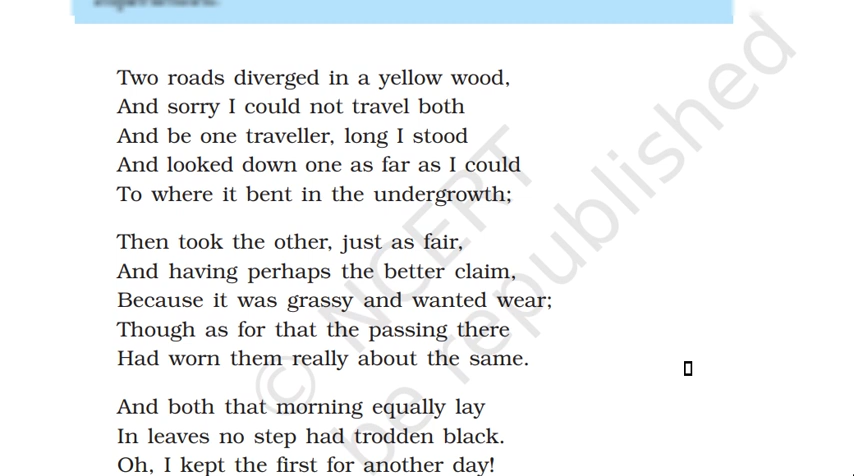 Two roads diverged in a yellow wood,
And sorry I could not travel both
And be one traveller, long I stood
And looked down one as far as I could
To where it bent in the undergrowth;
Then took the other, just as fair,
And having perhaps the better claim,
Because it was grassy and wanted wear;
Though as for that the passing there
Had worn them really about the same.
And both that morning equally lay
In leaves no step had trodden black.
Oh, I kept the first for another day!
© NCERT
be republished